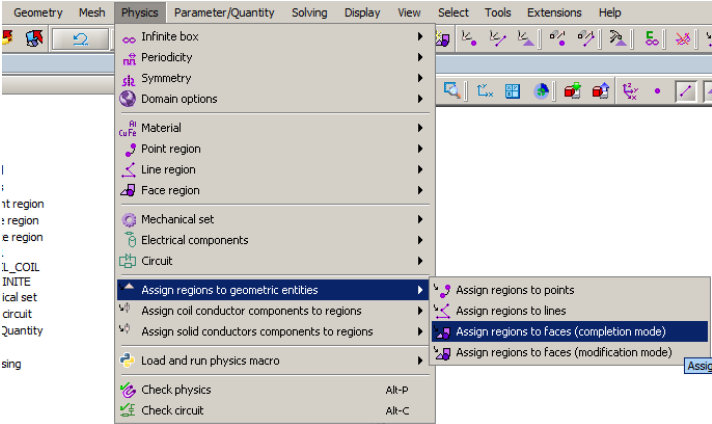 Geometry Mesh Physics Parameter/Quantity Solving Display View Select Tools Extensions Help
Infinite box
Periodicity
Symmetry
Domain options
Material
Point region
Line region
Face region
Mechanical set
Electrical components
Circuit
Assign regions to geometric entities
Assign coil conductor components to regions
Assign solid conductors components to regions
Load and run physics macro
Check physics Alt-P
Check circuit Alt-C
Assign regions to points
Assign regions to lines
Assign regions to faces (completion mode)
Assign regions to faces (modification mode)
Assig
nt region
e region
e region
L_COIL
INITE
ical set
circuit
Quantity
sing